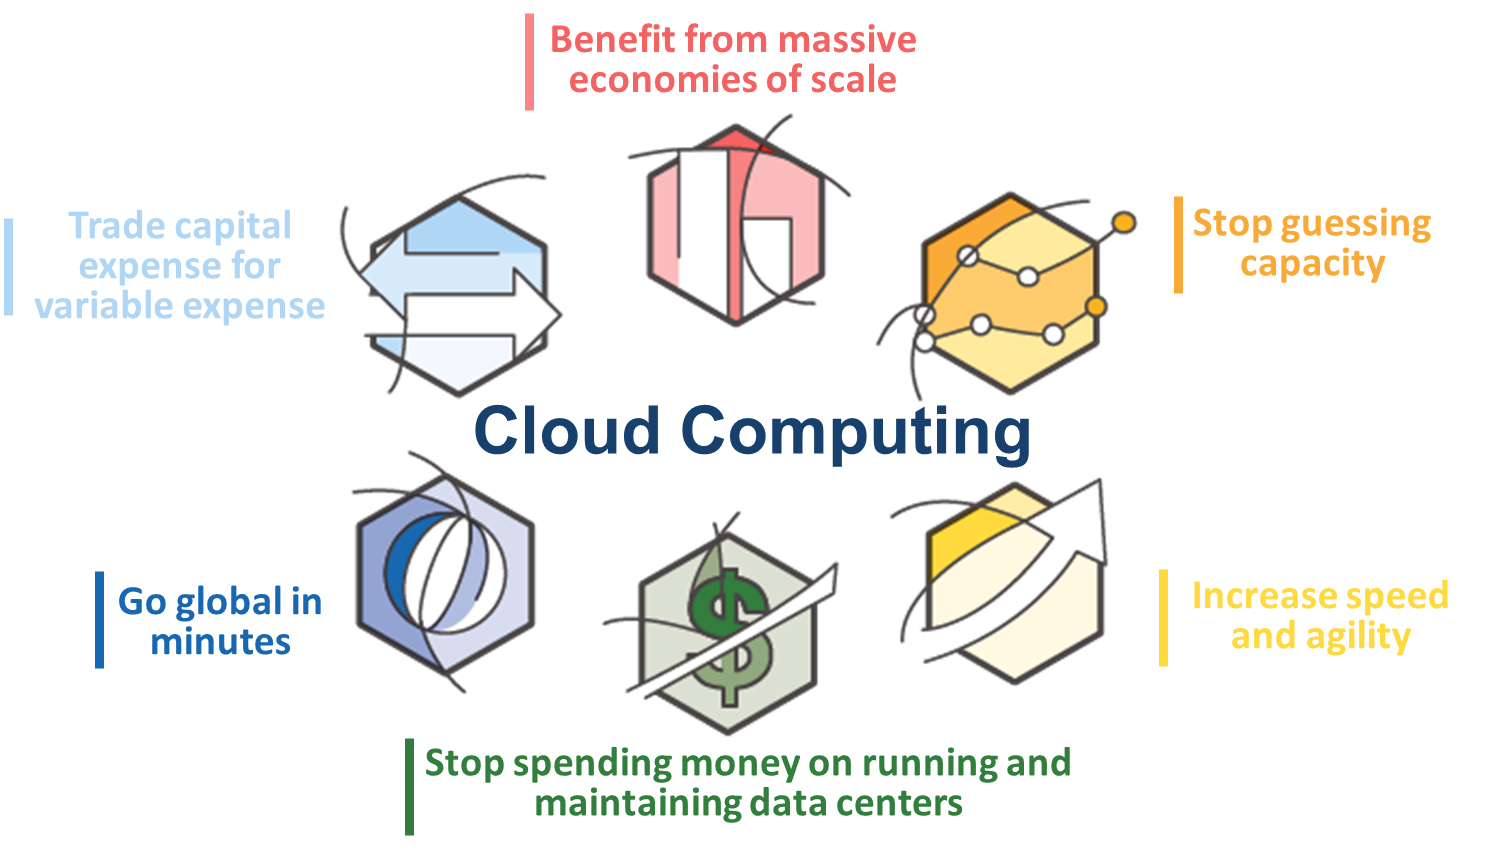 Benefit from massive
economies of scale
Trade capital
expense for
variable expense
Stop guessing
capacity
Cloud Computing
Go global in
minutes
Increase speed
and agility
Stop spending money on running and
maintaining data centers